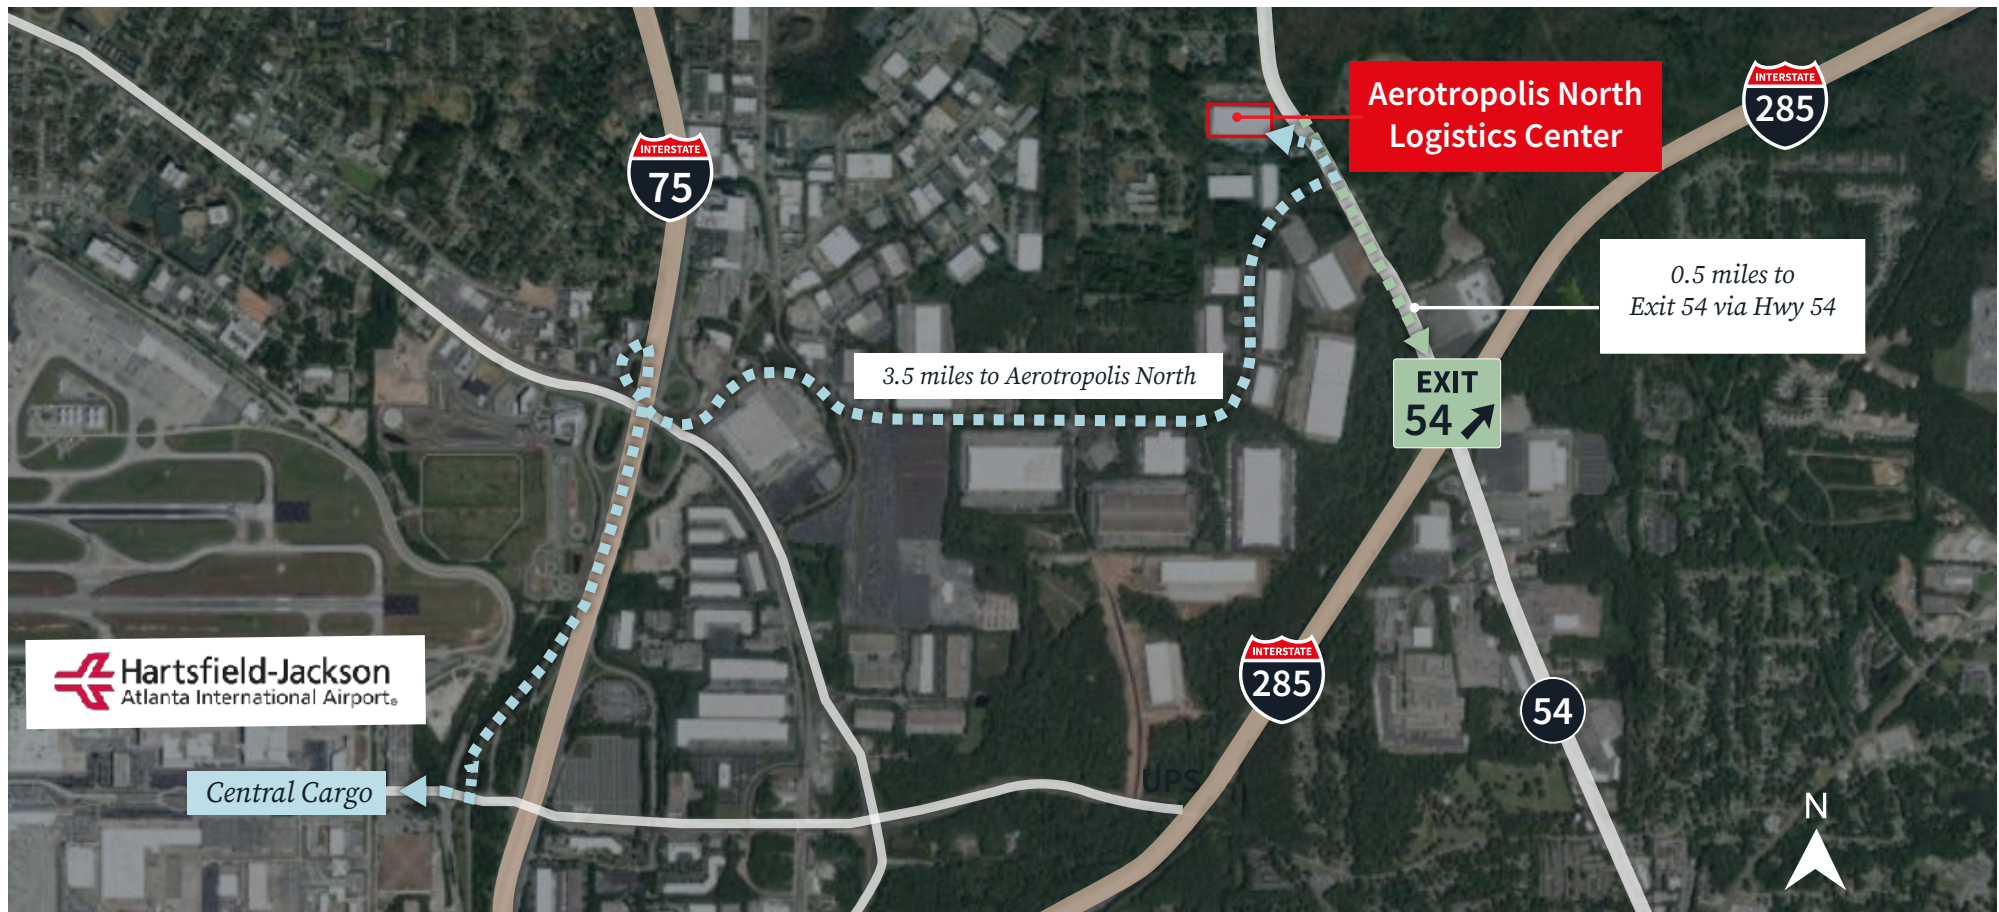 Aerotropolis North
Logistics Center
INTERSTATE
285
INTERSTATE
75
0.5 miles to
Exit 54 via Hwy 54
3.5 miles to Aerotropolis North
EXIT
54
INTERSTATE
285
Hartsfield-Jackson
Atlanta International Airport®
54
UPS
Central Cargo
N